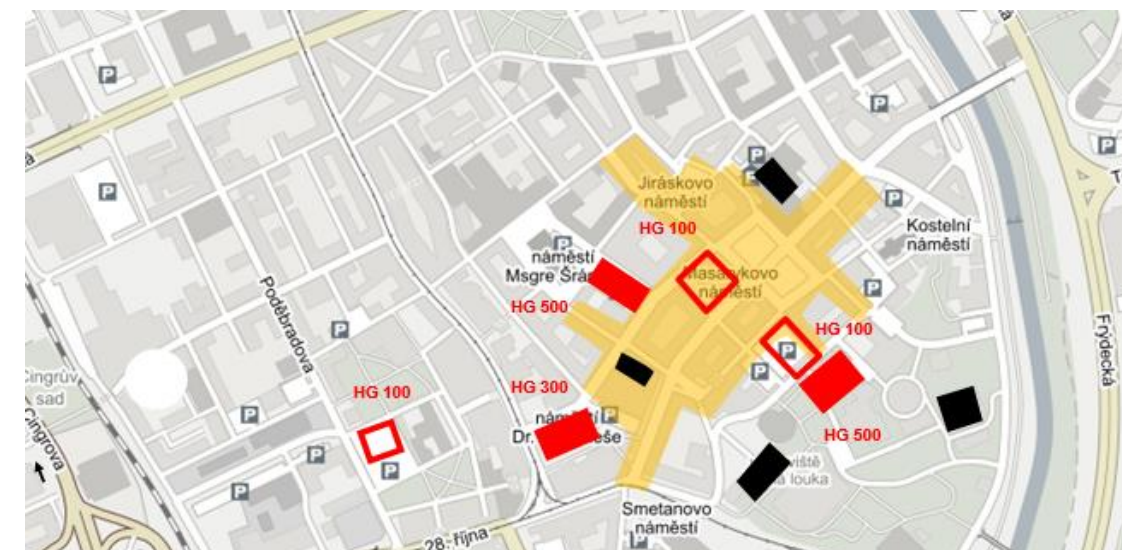 P
P
P
P
Jiráskovo
náměstí
P
HG 100
Kostelní
náměstí
P
náměstí
Msgre
Masarykovo
náměstí
HG 500
P
Poděbradova
P
HG 100
P
Frýdecká
Cingrův
sad
HG 300
P
HG 100
P
P
Dr.
Cingrova
P
P
P
HG 500
louka
P
Smetanovo
náměstí
P
28. října